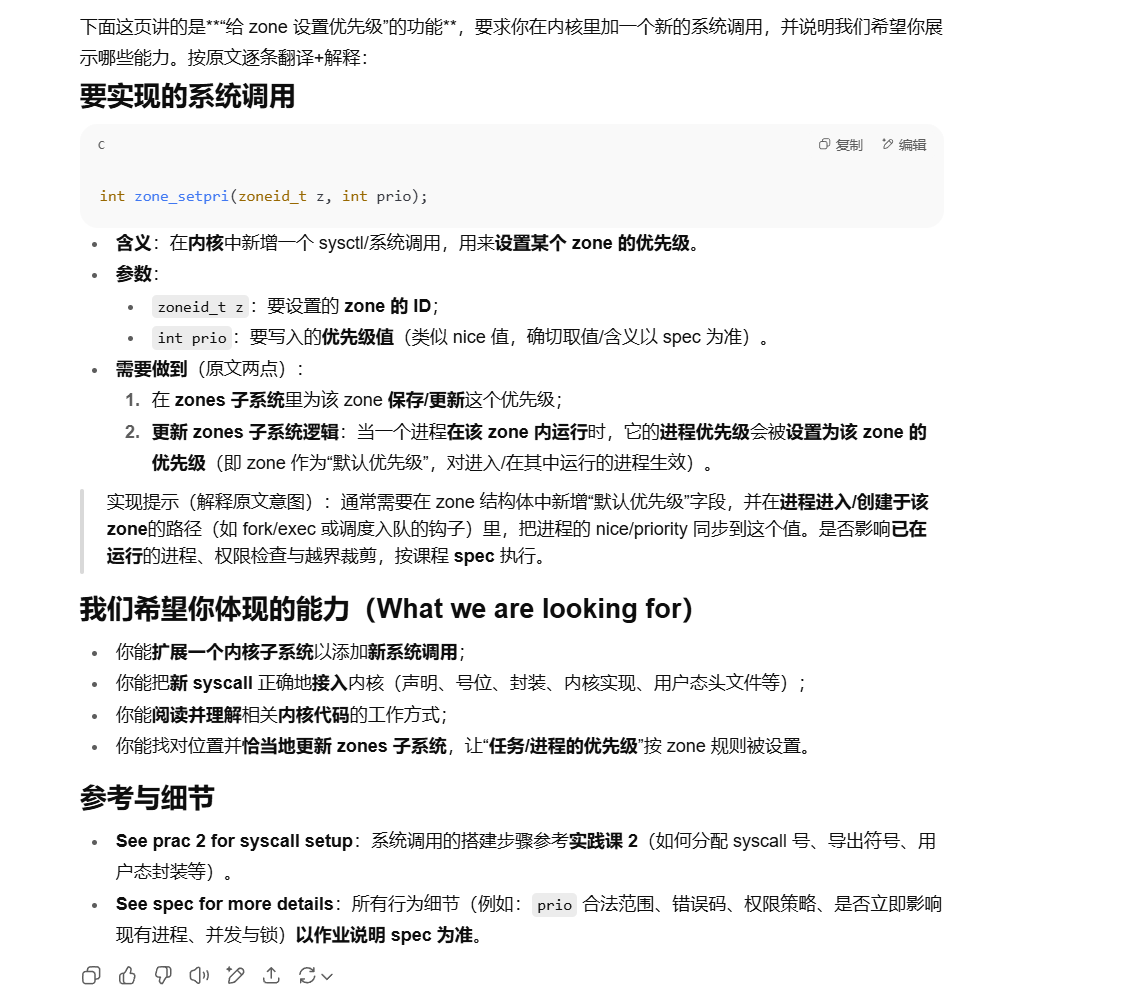 下面这页讲的是**“给 zone 设置优先级”的功能**，要求你在内核里加一个新的系统调用，并说明我们希望你展
示哪些能力。按原文逐条翻译+解释：
要实现的系统调用
c
复制
编辑
int zone_setpri(zoneid_t z, int prio);
含义：在内核中新增一个 sysctl/系统调用，用来设置某个 zone 的优先级。
参数：
zoneid_t z：要设置的 zone 的 ID；
int prio：要写入的优先级值（类似 nice 值，确切取值/含义以 spec 为准）。
需要做到（原文两点）：
1. 在 zones 子系统里为该 zone 保存/更新这个优先级；
2. 更新 zones 子系统逻辑：当一个进程在该 zone 内运行时，它的进程优先级会被设置为该 zone 的
优先级（即 zone 作为“默认优先级”，对进入/在其中运行的进程生效）。
实现提示（解释原文意图）：通常需要在 zone 结构体中新增“默认优先级”字段，并在进程进入/创建于该
zone的路径（如 fork/exec 或调度入队的钩子）里，把进程的 nice/priority 同步到这个值。是否影响已在
运行的进程、权限检查与越界裁剪，按课程 spec 执行。
我们希望你体现的能力（What we are looking for）
你能扩展一个内核子系统以添加新系统调用；
你能把新 syscall 正确地接入内核（声明、号位、封装、内核实现、用户态头文件等）；
你能阅读并理解相关内核代码的工作方式；
你能找对位置并恰当地更新 zones 子系统，让“任务/进程的优先级”按 zone 规则被设置。
参考与细节
See prac 2 for syscall setup：系统调用的搭建步骤参考实践课 2（如何分配 syscall 号、导出符号、用
户态封装等）。
See spec for more details：所有行为细节（例如：prio 合法范围、错误码、权限策略、是否立即影响
现有进程、并发与锁）以作业说明 spec 为准。